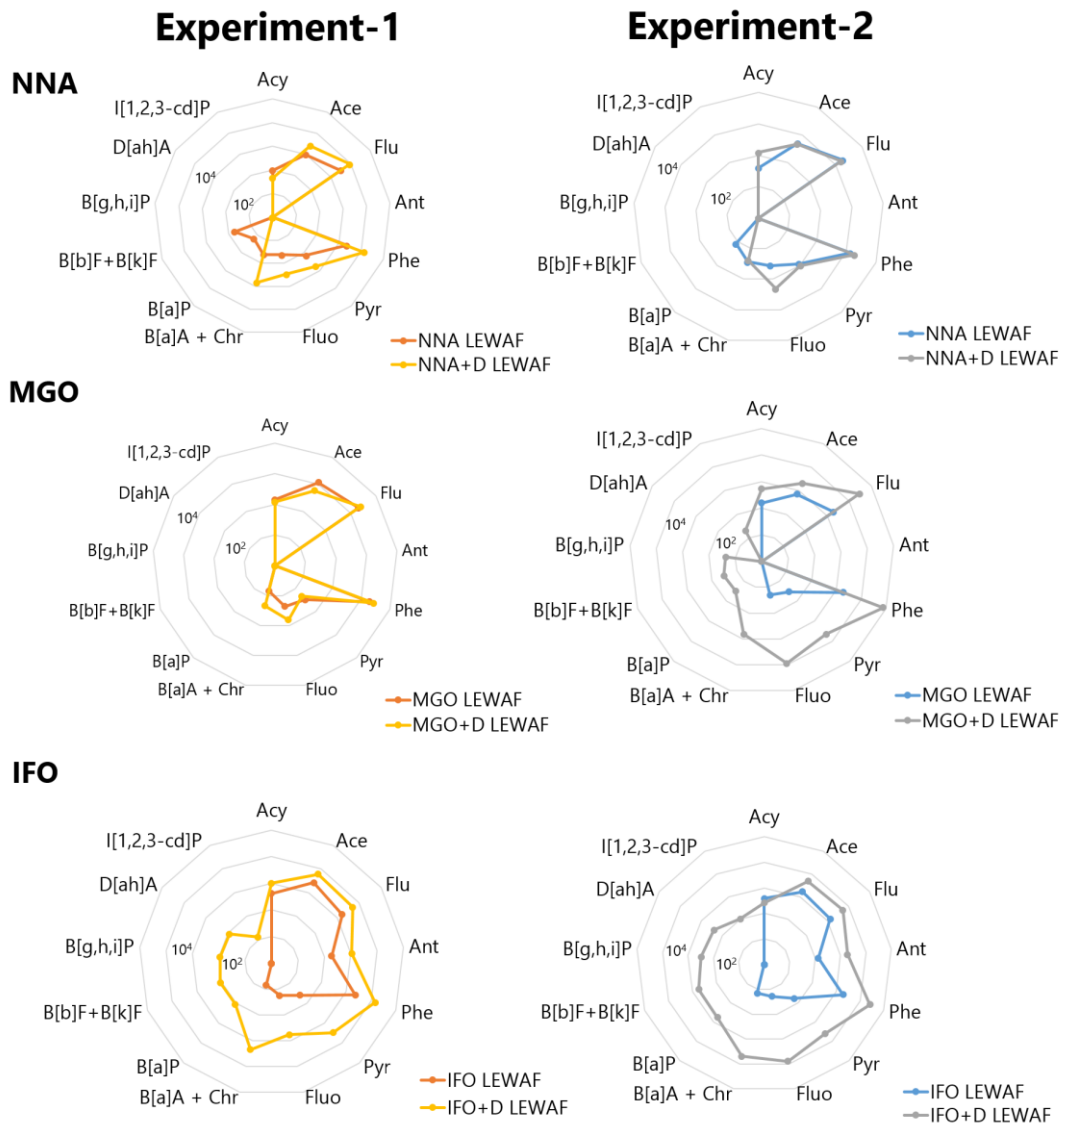 Experiment-1
Experiment-2
NNA
Acy
Ace
Flu
Ant
Phe
Pyr
Fluo
B[a]A + Chr
B[a]P
B[b]F+B[k]F
B[g,h,i]P
D[ah]A
I[1,2,3-cd]P
10⁴
10²
NNA LEWAF
NNA+D LEWAF
Acy
Ace
Flu
Ant
Phe
Pyr
Fluo
B[a]A + Chr
B[a]P
B[b]F+B[k]F
B[g,h,i]P
D[ah]A
I[1,2,3-cd]P
10⁴
10²
NNA LEWAF
NNA+D LEWAF
MGO
Acy
Ace
Flu
Ant
Phe
Pyr
Fluo
B[a]A + Chr
B[a]P
B[b]F+B[k]F
B[g,h,i]P
D[ah]A
I[1,2,3-cd]P
10⁴
10²
MGO LEWAF
MGO+D LEWAF
Acy
Ace
Flu
Ant
Phe
Pyr
Fluo
B[a]A + Chr
B[a]P
B[b]F+B[k]F
B[g,h,i]P
D[ah]A
I[1,2,3-cd]P
10⁴
10²
MGO LEWAF
MGO+D LEWAF
IFO
Acy
Ace
Flu
Ant
Phe
Pyr
Fluo
B[a]A + Chr
B[a]P
B[b]F+B[k]F
B[g,h,i]P
D[ah]A
I[1,2,3-cd]P
10⁴
10²
IFO LEWAF
IFO+D LEWAF
Acy
Ace
Flu
Ant
Phe
Pyr
Fluo
B[a]A + Chr
B[a]P
B[b]F+B[k]F
B[g,h,i]P
D[ah]A
I[1,2,3-cd]P
10⁴
10²
IFO LEWAF
IFO+D LEWAF